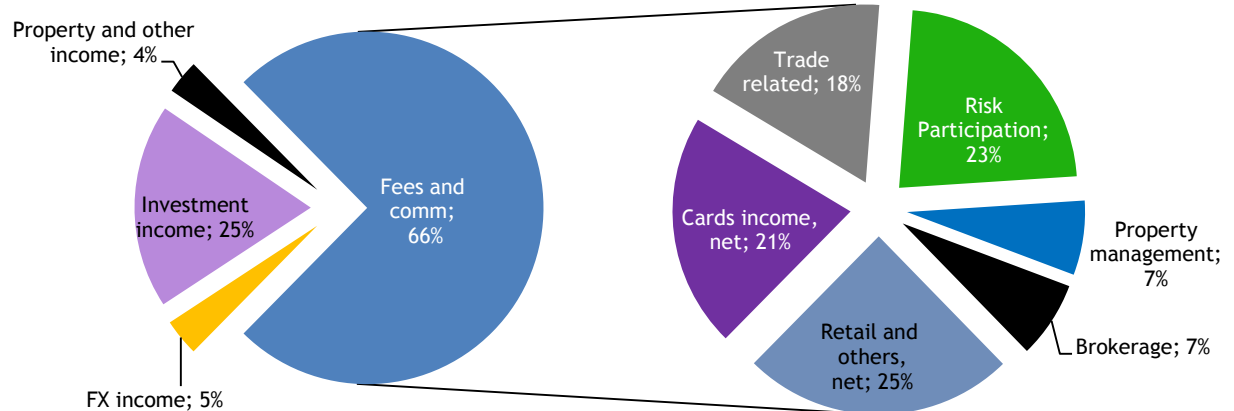 Property and other
income; 4%
Investment
income; 25%
FX income; 5%
Fees and
comm;
66%
Trade
related; 18%
Risk
Participation;
23%
Cards income,
net; 21%
Property
management;
7%
Retail and
others,
net; 25%
Brokerage; 7%